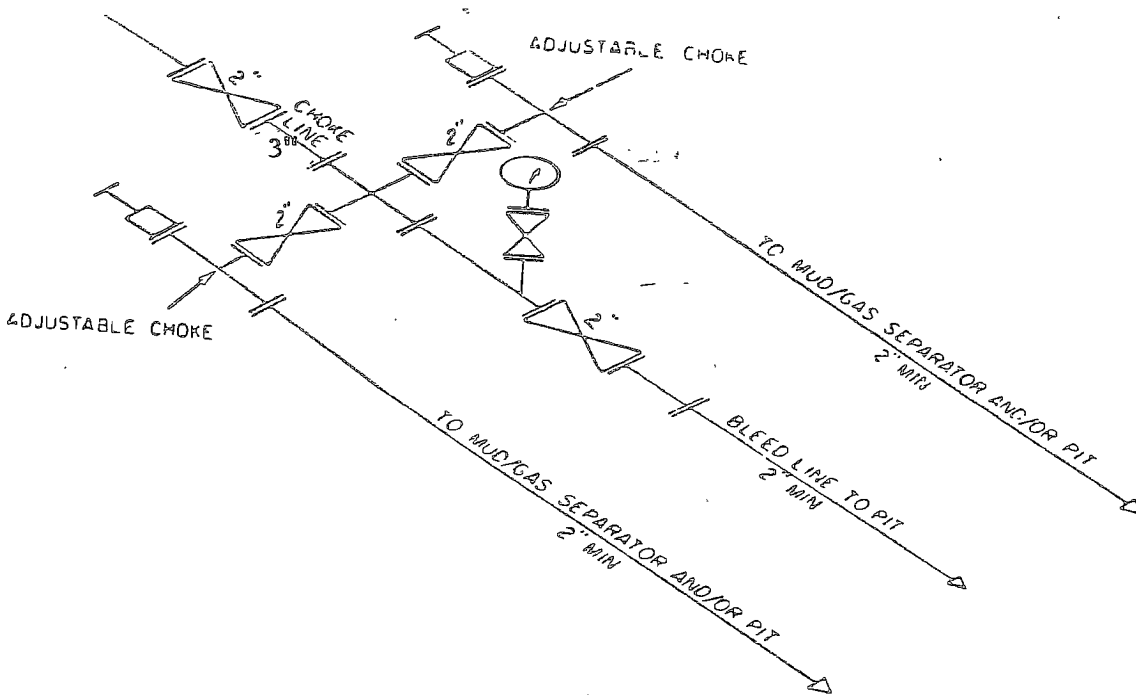 ADJUSTABLE CHOKE
2"
CHOKE
LINE
3"
2"
P
2"
ADJUSTABLE CHOKE
2"
TO MUD/GAS SEPARATOR AND/OR PIT
2" MIN
BLEED LINE TO PIT
2" MIN
TO MUD/GAS SEPARATOR AND/OR PIT
2" MIN